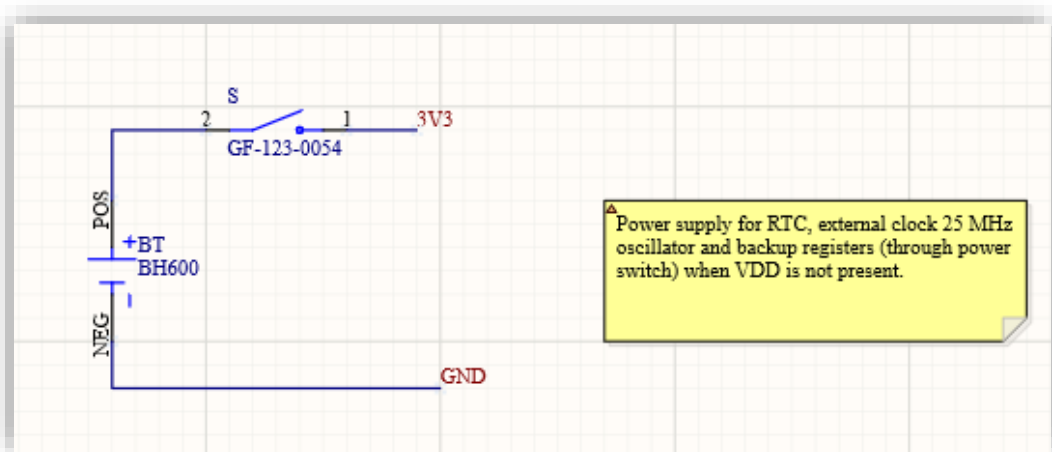 S
2
1
3V3
GF-123-0054
POS
+BT
BH600
NEG
GND
Power supply for RTC, external clock 25 MHz
oscillator and backup registers (through power
switch) when VDD is not present.